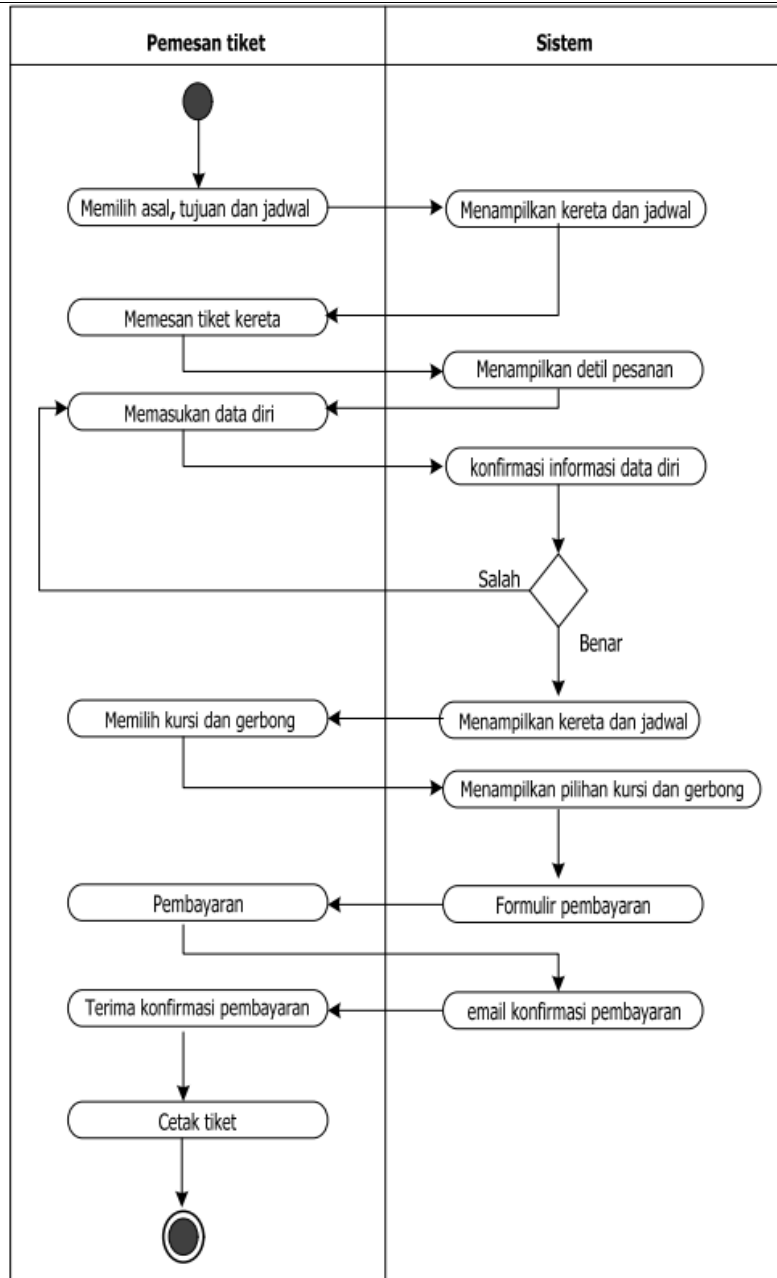 Pemesan tiket
Sistem
Memilih asal, tujuan dan jadwal
Menampilkan kereta dan jadwal
Memesan tiket kereta
Menampilkan detil pesanan
Memasukan data diri
konfirmasi informasi data diri
Salah
Benar
Memilih kursi dan gerbong
Menampilkan kereta dan jadwal
Menampilkan pilihan kursi dan gerbong
Pembayaran
Formulir pembayaran
Terima konfirmasi pembayaran
email konfirmasi pembayaran
Cetak tiket